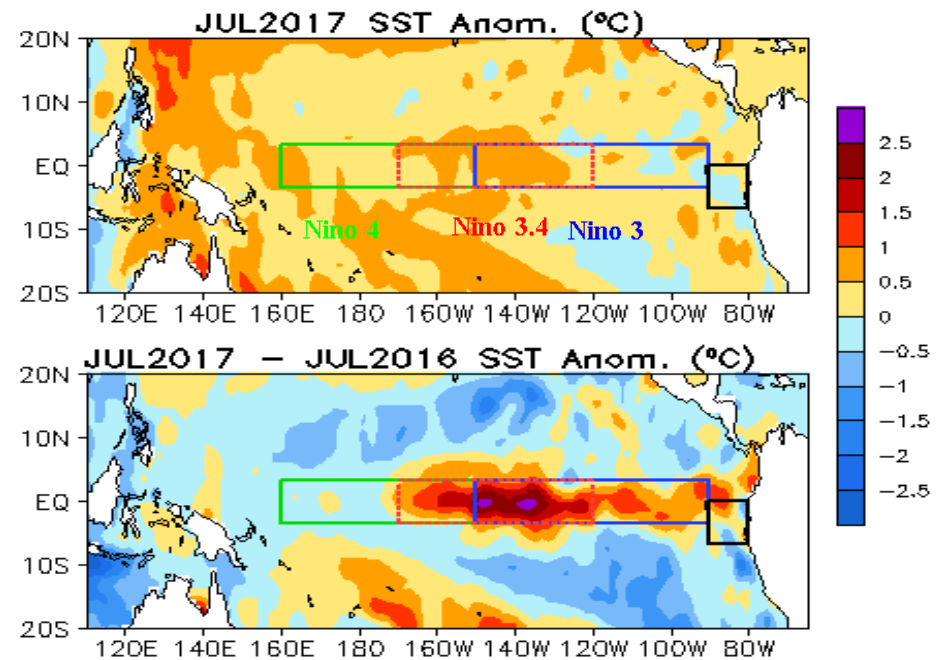 JUL2017 SST Anom. (ºC)
20N
10N
EQ
10S
20S
Nino 4
Nino 3.4
Nino 3
120E 140E 160E 180 160W 140W 120W 100W 80W
JUL2017 – JUL2016 SST Anom. (ºC)
20N
10N
EQ
10S
20S
120E 140E 160E 180 160W 140W 120W 100W 80W
2.5
2
1.5
1
0.5
0
−0.5
−1
−1.5
−2
−2.5